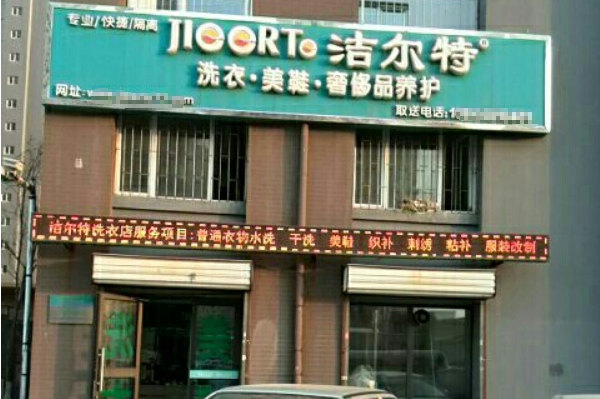 专业/快捷/隔离
JIEERTE 洁尔特®
洗衣·美鞋·奢侈品养护
网址:
取送电话:1
洁尔特洗衣店服务项目:普通衣物水洗 干洗 美鞋 织补 刺绣 粘补 服装改制